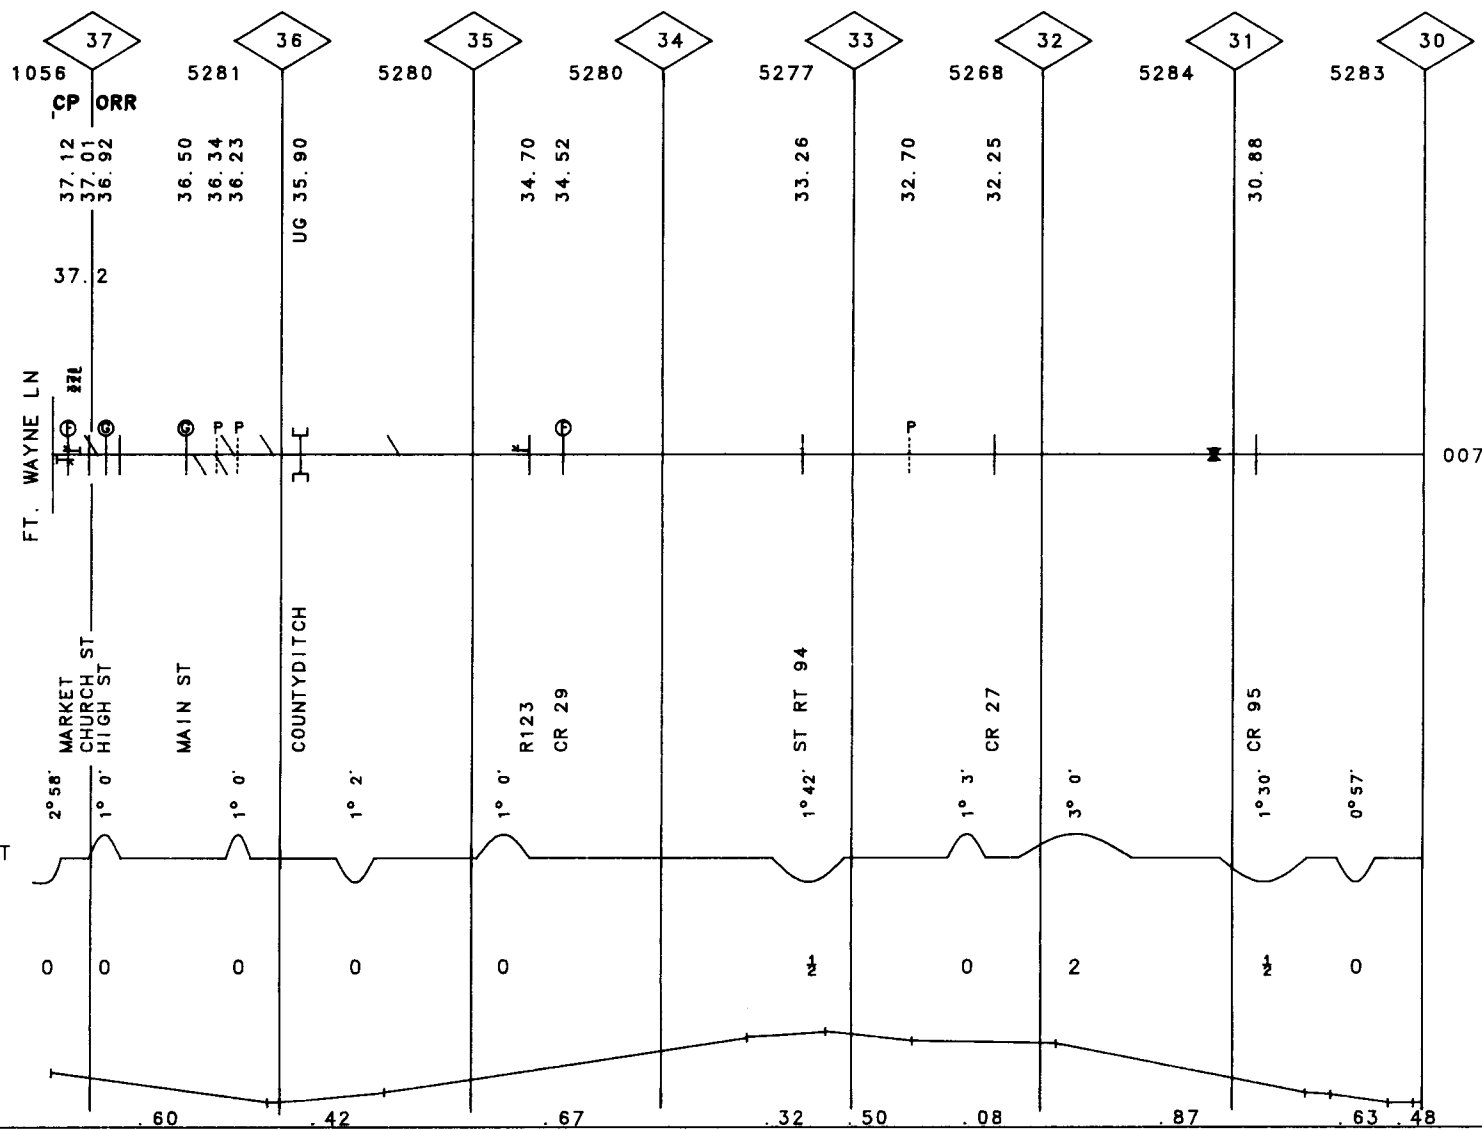 37 36 35 34 33 32 31 30
1056 5281 5280 5280 5277 5268 5284 5283
CP ORR
37.12
37.01
36.92
36.50
36.34
36.23
UG 35.90
34.70
34.52
33.26
32.70
32.25
30.88
37.2
FT. WAYNE LN
F G G P P F P
007
MARKET
CHURCH ST
HIGH ST
MAIN ST
COUNTYDITCH
R123
CR 29
ST RT 94
CR 27
CR 95
2°58'
1° 0'
1° 0'
1° 2'
1° 0'
1°42'
1° 3'
3° 0'
1°30'
0°57'
T
0 0 0 0 0 ½ 0 2 ½ 0
.60 .42 .67 .32 .50 .08 .87 .63 .48